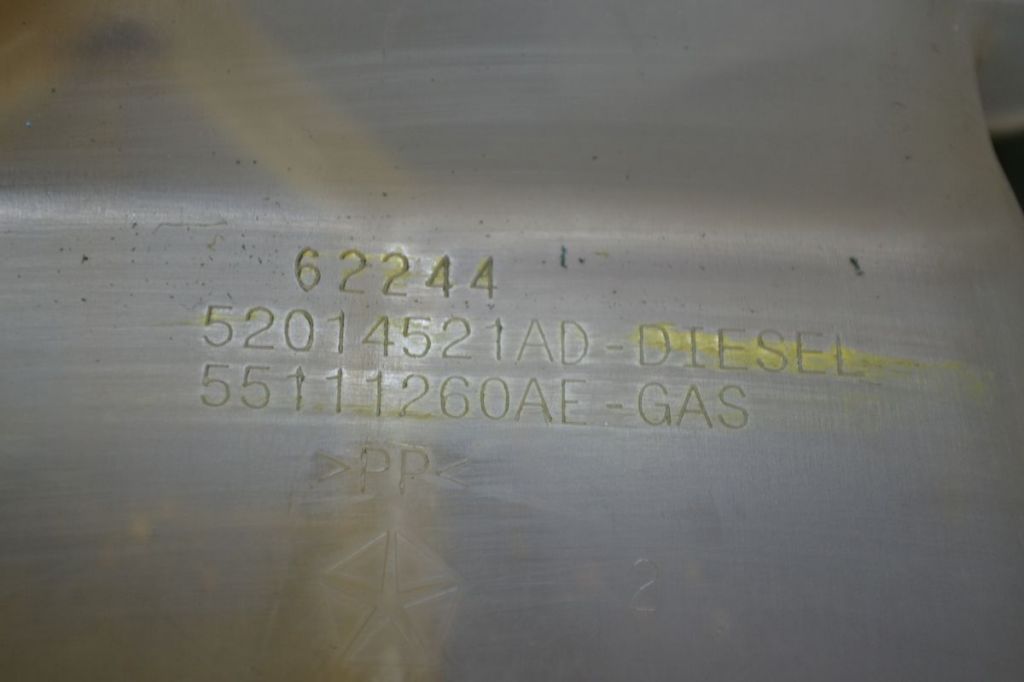 62244
52014521AD-DIESEL
55111260AE-GAS
>PP<
2